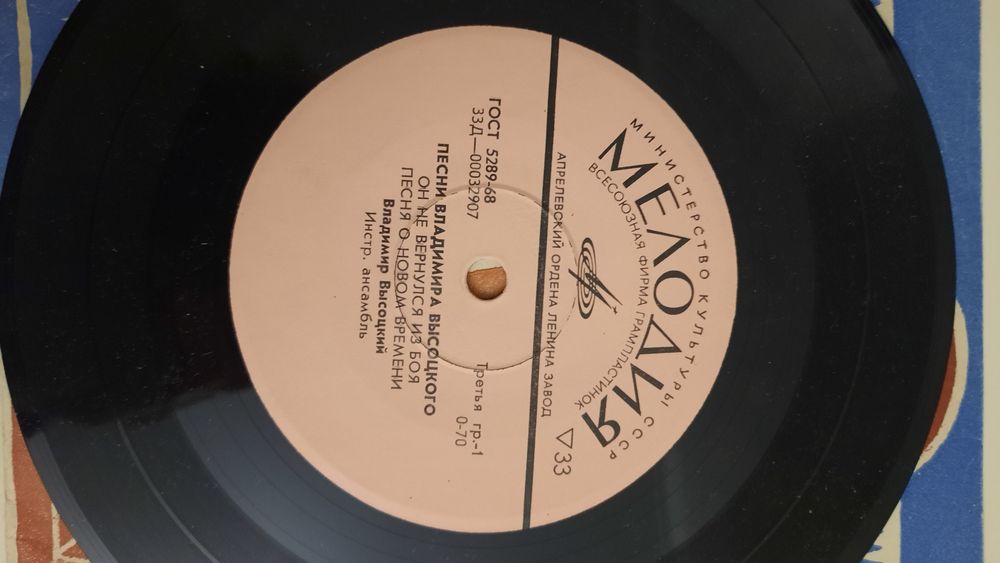 МИНИСТЕРСТВО КУЛЬТУРЫ СССР
МЕЛОДИЯ
ВСЕСОЮЗНАЯ ФИРМА ГРАМПЛАСТИНОК
▽33
АПРЕЛЕВСКИЙ ОРДЕНА ЛЕНИНА ЗАВОД
ГОСТ 5289-68
33Д—00032907
Третья гр.-1
0-70
ПЕСНИ ВЛАДИМИРА ВЫСОЦКОГО
ОН НЕ ВЕРНУЛСЯ ИЗ БОЯ
ПЕСНЯ О НОВОМ ВРЕМЕНИ
Владимир Высоцкий
Инстр. ансамбль